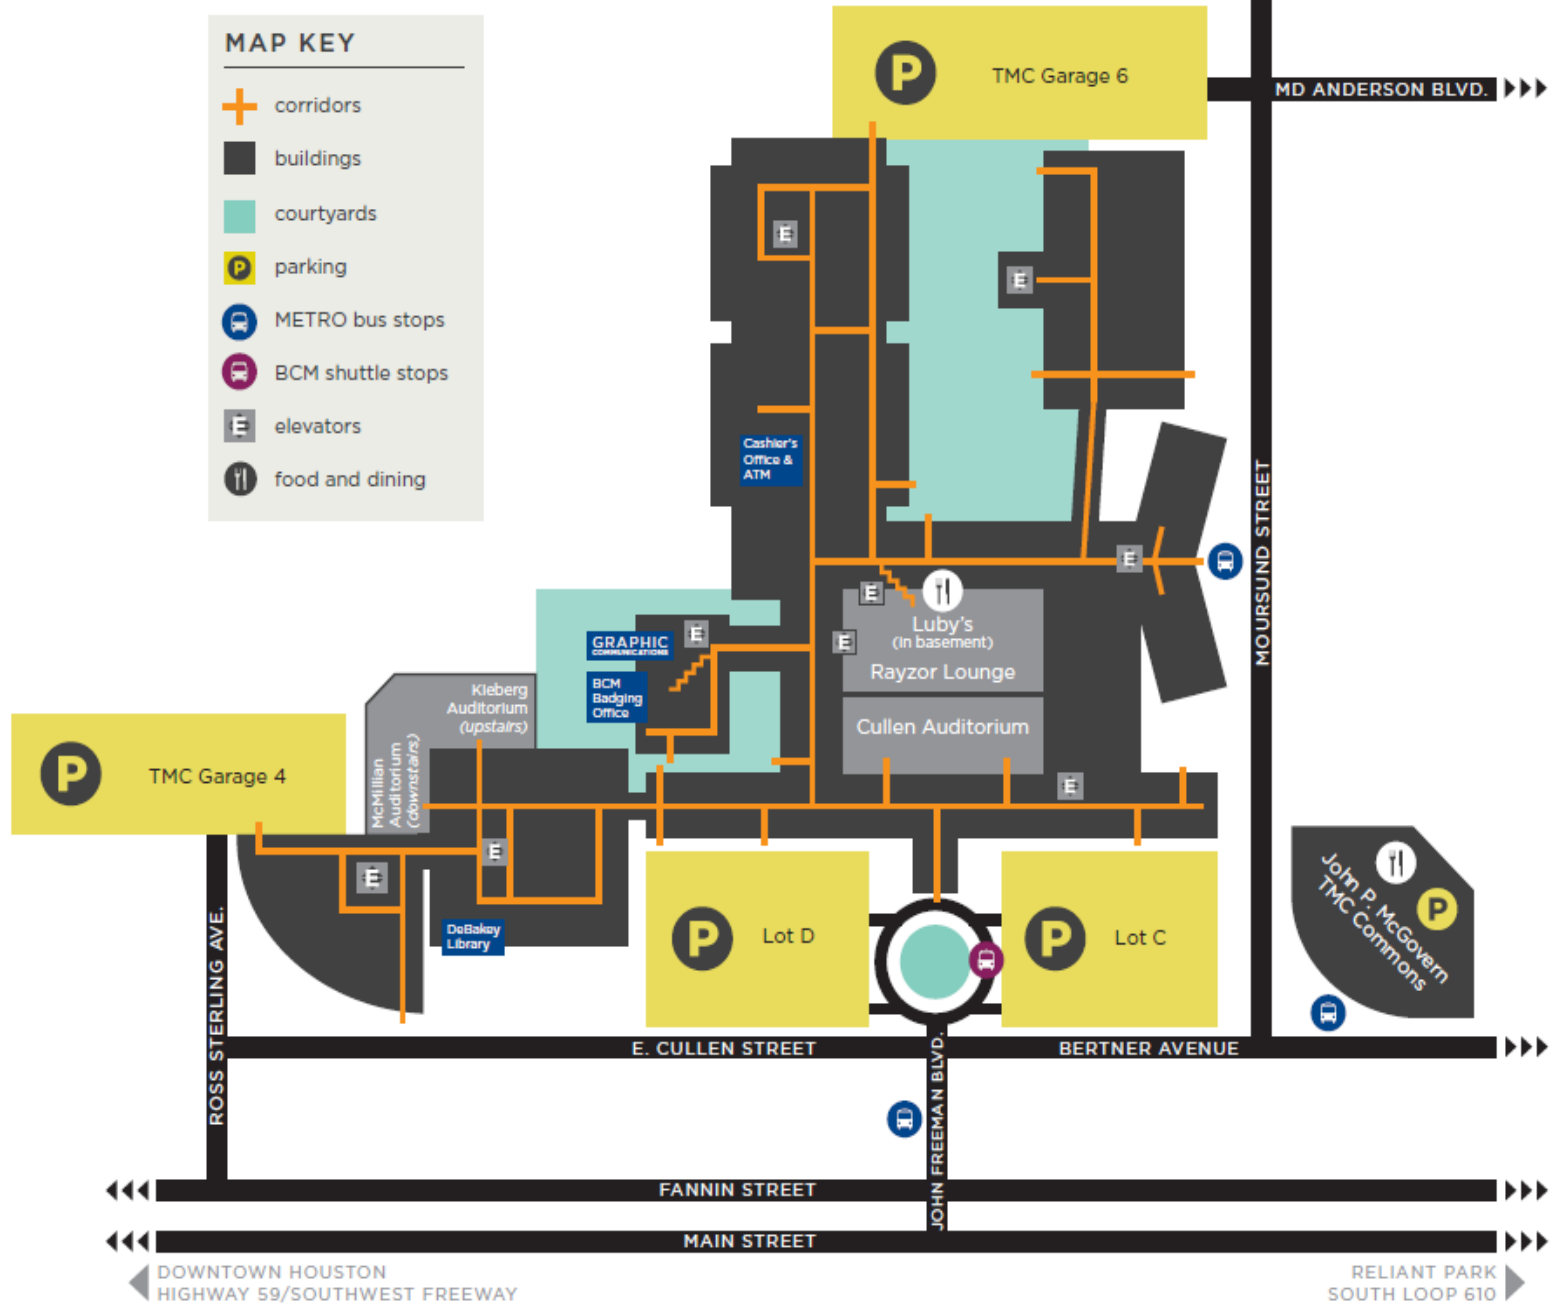 MAP KEY
corridors
buildings
courtyards
P
parking
METRO bus stops
BCM shuttle stops
E
elevators
food and dining
P
TMC Garage 6
MD ANDERSON BLVD.
E
E
Cashier's
Office &
ATM
MOURSUND STREET
E
E
Luby's
(in basement)
Rayzor Lounge
E
GRAPHIC
COMMUNICATIONS
E
BCM
Badging
Office
Cullen Auditorium
Kleberg
Auditorium
(upstairs)
McMillian
Auditorium
(downstairs)
P
TMC Garage 4
E
E
E
DeBakey
Library
P
Lot D
P
Lot C
John P. McGovern
TMC Commons
P
ROSS STERLING AVE.
E. CULLEN STREET
BERTNER AVENUE
JOHN FREEMAN BLVD.
FANNIN STREET
MAIN STREET
DOWNTOWN HOUSTON
HIGHWAY 59/SOUTHWEST FREEWAY
RELIANT PARK
SOUTH LOOP 610